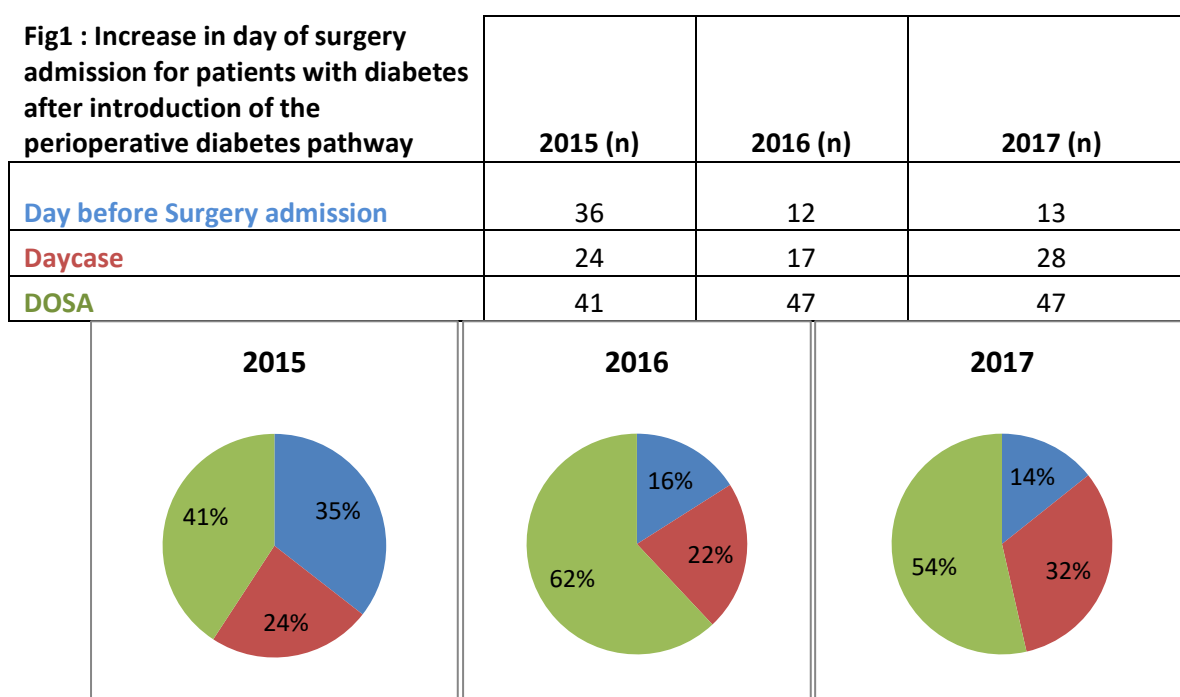 Fig1 : Increase in day of surgery
admission for patients with diabetes
after introduction of the
perioperative diabetes pathway
2015 (n)
2016 (n)
2017 (n)
Day before Surgery admission
36
12
13
Daycase
24
17
28
DOSA
41
47
47
2015
41%
35%
24%
2016
16%
22%
62%
2017
14%
32%
54%